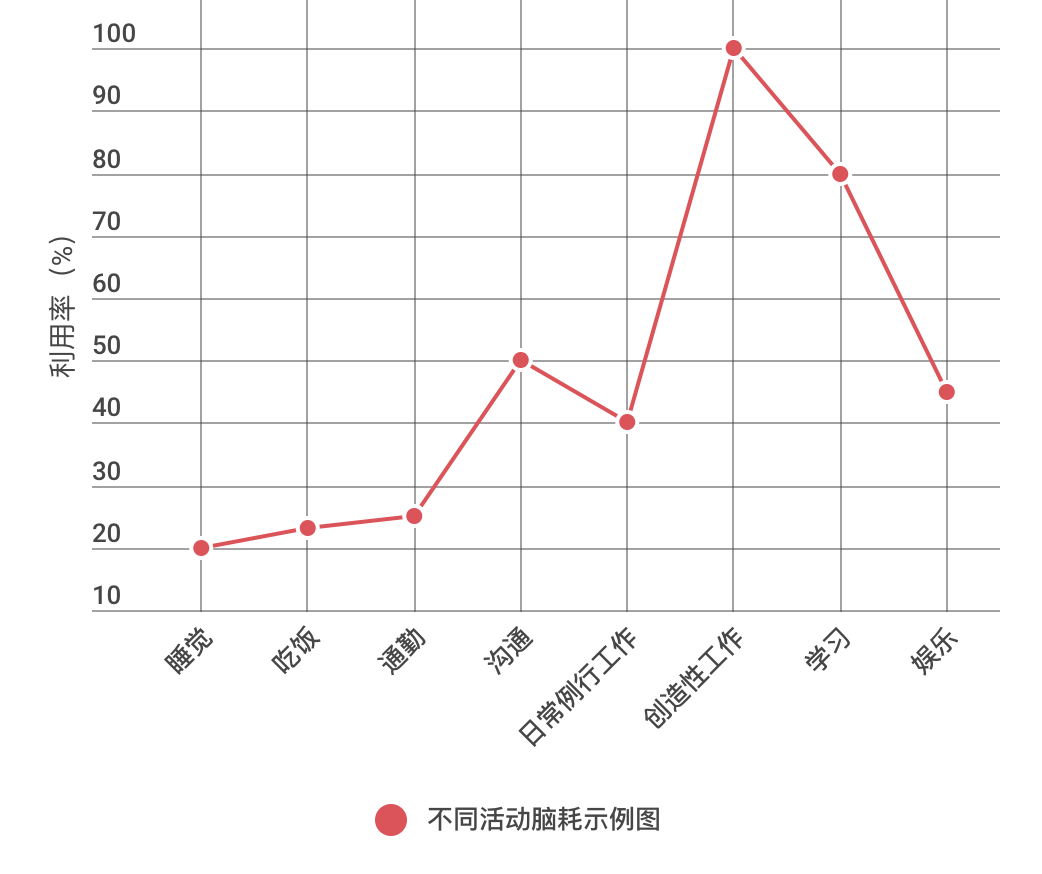 100
90
80
70
60
50
40
30
20
10
利用率（%）
睡觉
吃饭
通勤
沟通
日常例行工作
创造性工作
学习
娱乐
不同活动脑耗示例图